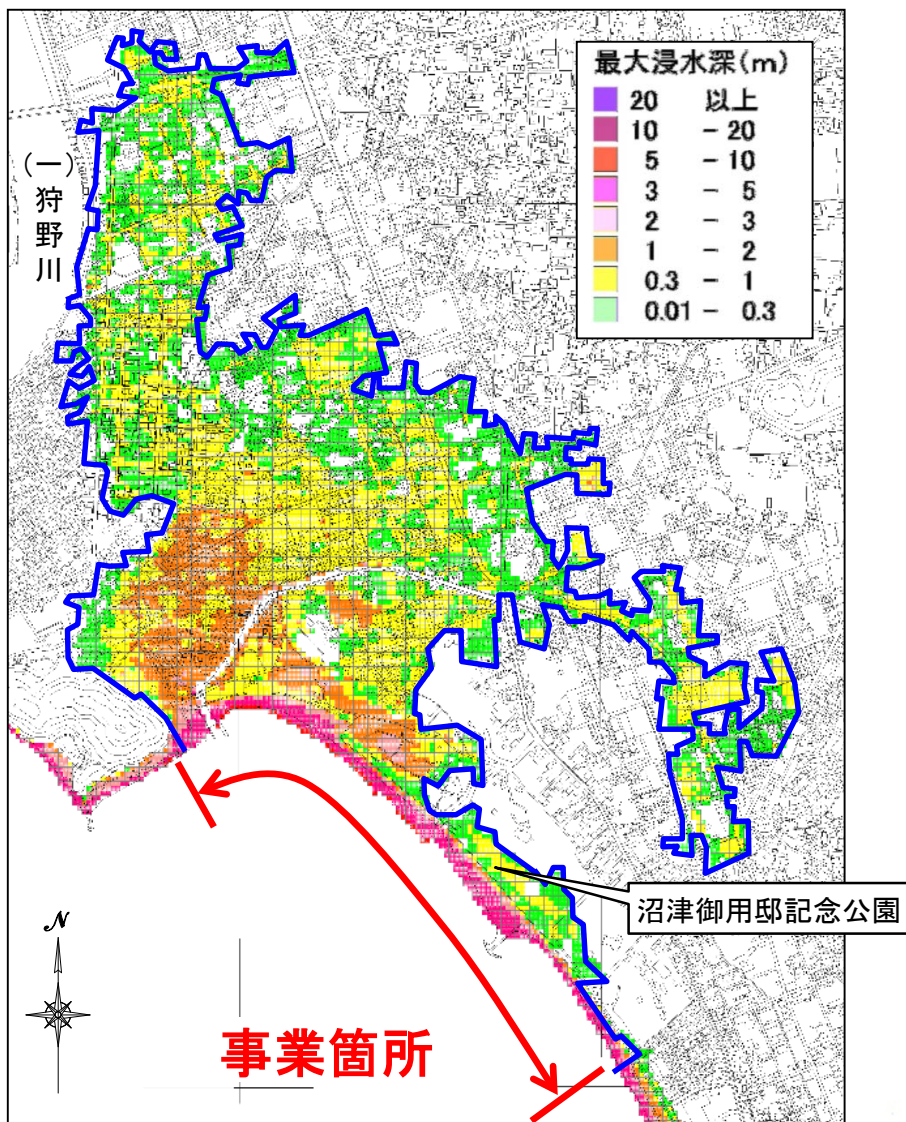 最大浸水深(m)
20 以上
10 - 20
5 - 10
3 - 5
2 - 3
1 - 2
0.3 - 1
0.01 - 0.3
(一)狩野川
沼津御用邸記念公園
N
事業箇所